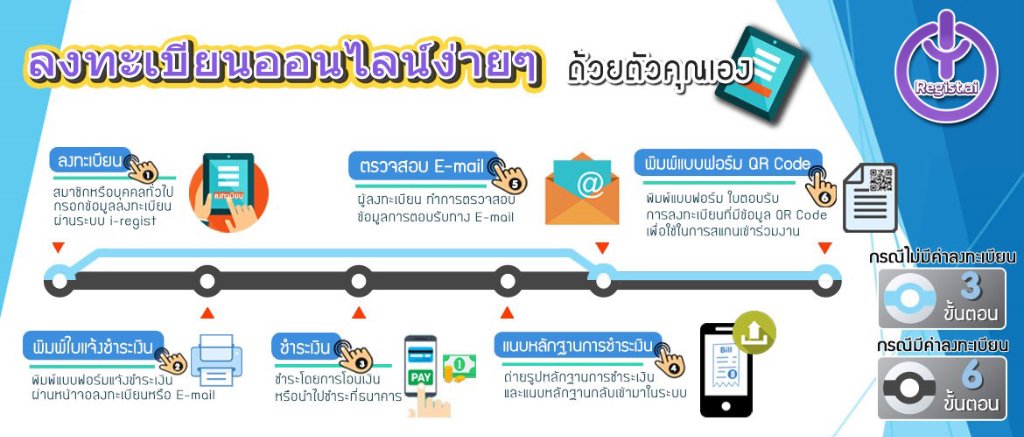 ลงทะเบียนออนไลน์ง่ายๆ ด้วยตัวคุณเอง
Regist.ai
ลงทะเบียน
1
สมาชิกหรือบุคคลทั่วไป
กรอกข้อมูลลงทะเบียน
ผ่านระบบ i-regist
ลงทะเบียน
ตรวจสอบ E-mail
5
ผู้ลงทะเบียน ทำการตรวจสอบ
ข้อมูลการตอบรับทาง E-mail
@
พิมพ์แบบฟอร์ม QR Code
6
พิมพ์แบบฟอร์ม ใบตอบรับ
การลงทะเบียนที่มีข้อมูล QR Code
เพื่อใช้ในการสแกนเข้าร่วมงาน
กรณีไม่มีค่าลงทะเบียน
3
ขั้นตอน
พิมพ์ใบแจ้งชำระเงิน
2
พิมพ์แบบฟอร์มแจ้งชำระเงิน
ผ่านหน้าจอลงทะเบียนหรือ E-mail
ชำระเงิน
3
ชำระโดยการโอนเงิน
หรือนำไปชำระที่ธนาคาร
PAY
แนบหลักฐานการชำระเงิน
4
ถ่ายรูปหลักฐานการชำระเงิน
และแนบหลักฐานกลับเข้ามาในระบบ
Bill
กรณีมีค่าลงทะเบียน
6
ขั้นตอน